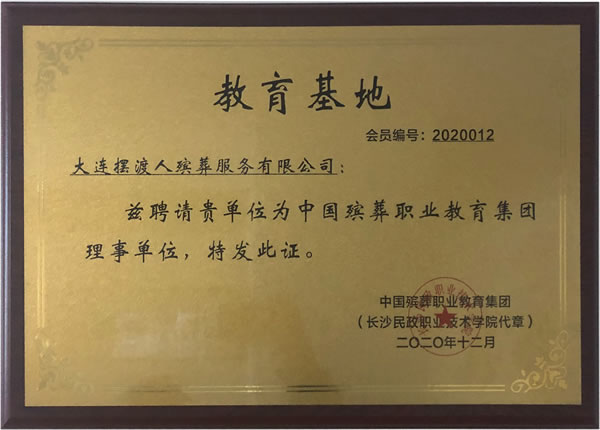 教育基地
会员编号：2020012
大连摆渡人殡葬服务有限公司：
兹聘请贵单位为中国殡葬职业教育集团
理事单位，特发此证。
中国殡葬职业教育集团
（长沙民政职业技术学院代章）
二〇二〇年十二月